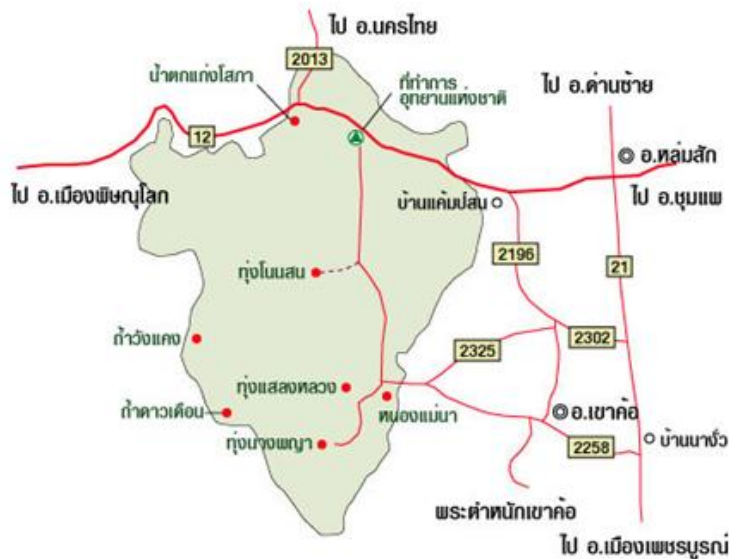 ไป อ.นครไทย
2013
น้ำตกแก่งโสภา
ที่ทำการ
อุทยานแห่งชาติ
ไป อ.ด่านซ้าย
12
อ.หล่มสัก
ไป อ.เมืองพิษณุโลก
บ้านแค้มป์สน
ไป อ.ชุมแพ
2196
21
ทุ่งโนนสน
ถ้ำวังแคง
2325
2302
ทุ่งแสลงหลวง
หนองแม่นา
อ.เขาค้อ
ถ้ำดาวเดือน
ทุ่งนางพญา
2258
บ้านนางั่ว
พระตำหนักเขาค้อ
ไป อ.เมืองเพชรบูรณ์